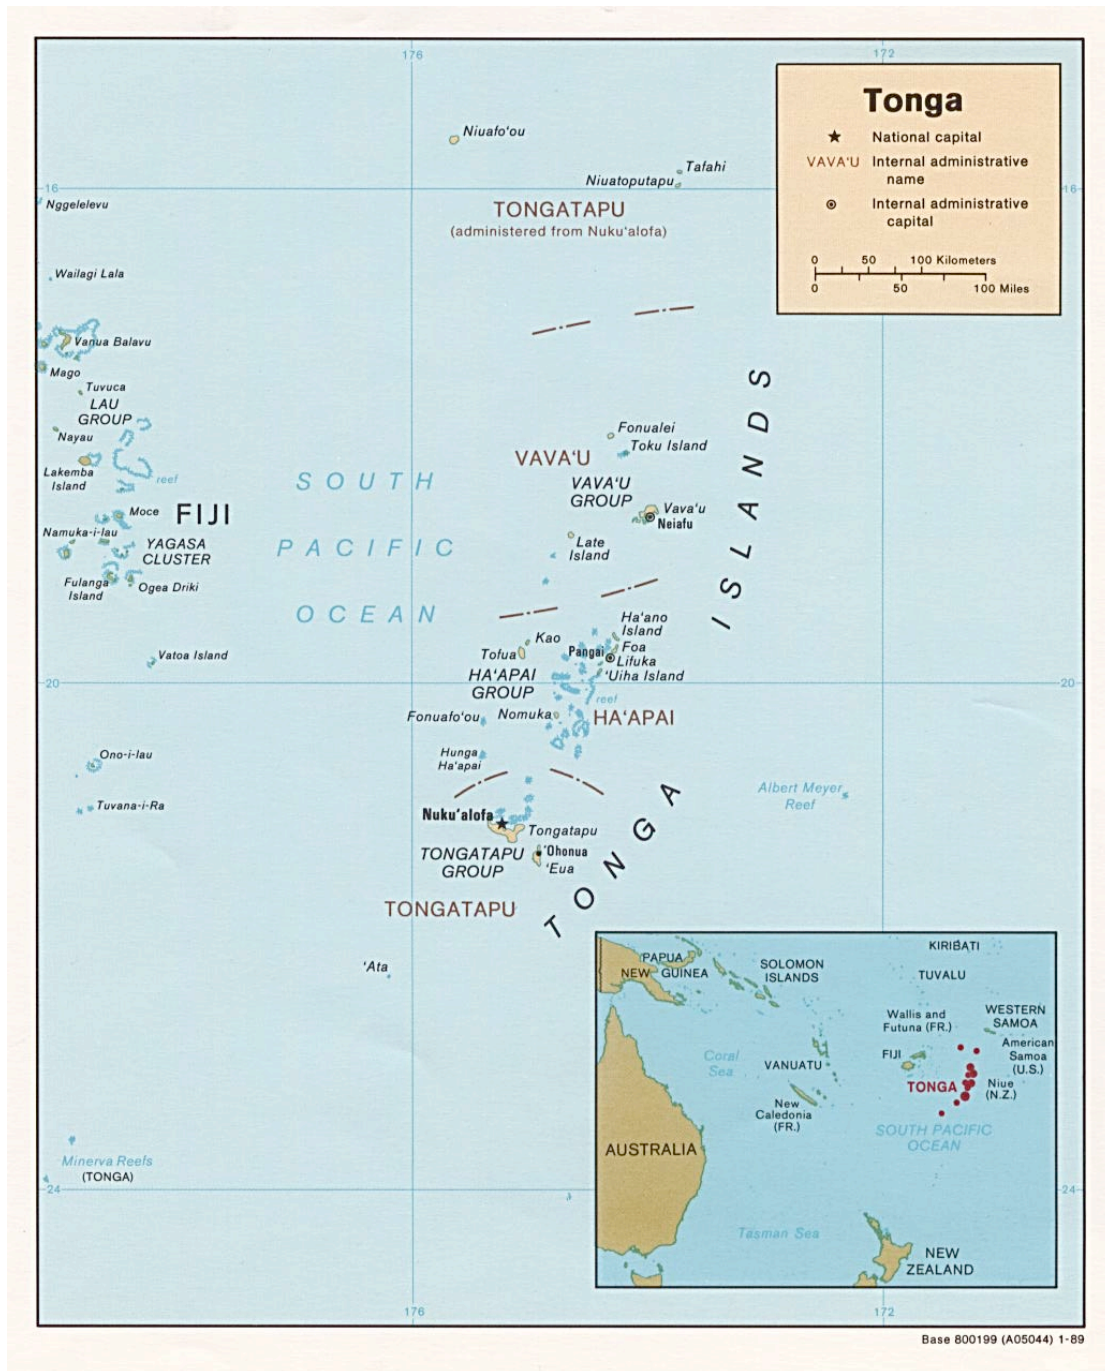 176
172
Tonga
National capital
VAVA‘U Internal administrative
name
Internal administrative
capital
0 50 100 Kilometers
0 50 100 Miles
Niuafo‘ou
Tafahi
Niuatoputapu
16
16
TONGATAPU
(administered from Nuku‘alofa)
Nggelelevu
Wailagi Lala
Vanua Balavu
Mago
Tuvuca
LAU
GROUP
Nayau
Lakemba
Island
reef
Moce
FIJI
Namuka-i-lau
YAGASA
CLUSTER
Fulanga
Island
Ogea Driki
Vatoa Island
SOUTH
PACIFIC
OCEAN
Fonualei
Toku Island
VAVA‘U
VAVA‘U
GROUP
Vava‘u
Neiafu
Late
Island
TONGA ISLANDS
Ha‘ano
Island
Kao
Foa
Tofua
Pangai
Lifuka
‘Uiha Island
HA‘APAI
GROUP
20
20
reef
Fonuafo‘ou
Nomuka
HA‘APAI
Hunga
Ha‘apai
Ono-i-lau
Tuvana-i-Ra
Albert Meyer
Reef
Nuku‘alofa
Tongatapu
TONGATAPU
GROUP
‘Ohonua
‘Eua
TONGATAPU
‘Ata
Minerva Reefs
(TONGA)
24
24
KIRIBATI
PAPUA
NEW GUINEA
SOLOMON
ISLANDS
TUVALU
Wallis and
Futuna (FR.)
WESTERN
SAMOA
American
Samoa
(U.S.)
Coral
Sea
VANUATU
FIJI
TONGA
Niue
(N.Z.)
New
Caledonia
(FR.)
SOUTH PACIFIC
OCEAN
AUSTRALIA
Tasman Sea
NEW
ZEALAND
176
172
Base 800199 (A05044) 1-89